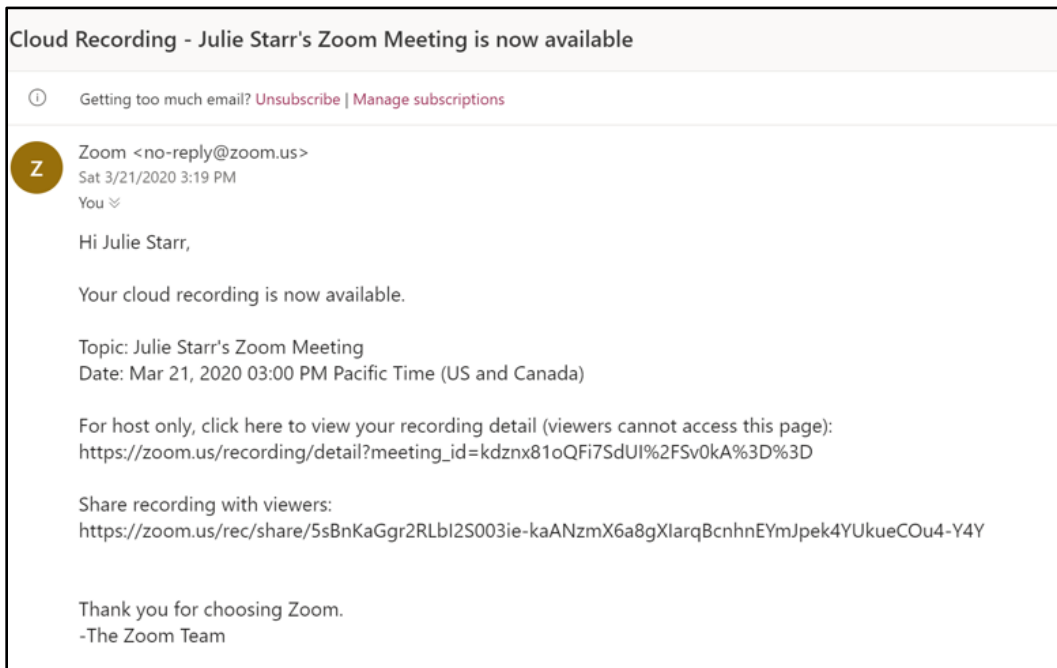 Cloud Recording - Julie Starr's Zoom Meeting is now available
Getting too much email? Unsubscribe | Manage subscriptions
Z
Zoom <no-reply@zoom.us>
Sat 3/21/2020 3:19 PM
You
Hi Julie Starr,
Your cloud recording is now available.
Topic: Julie Starr's Zoom Meeting
Date: Mar 21, 2020 03:00 PM Pacific Time (US and Canada)
For host only, click here to view your recording detail (viewers cannot access this page):
https://zoom.us/recording/detail?meeting_id=kdznx81oQFi7SdUI%2FSv0kA%3D%3D
Share recording with viewers:
https://zoom.us/rec/share/5sBnKaGgr2RLbI2S003ie-kaANzmX6a8gXIarqBcnhnEYmJpek4YUkueCOu4-Y4Y
Thank you for choosing Zoom.
-The Zoom Team